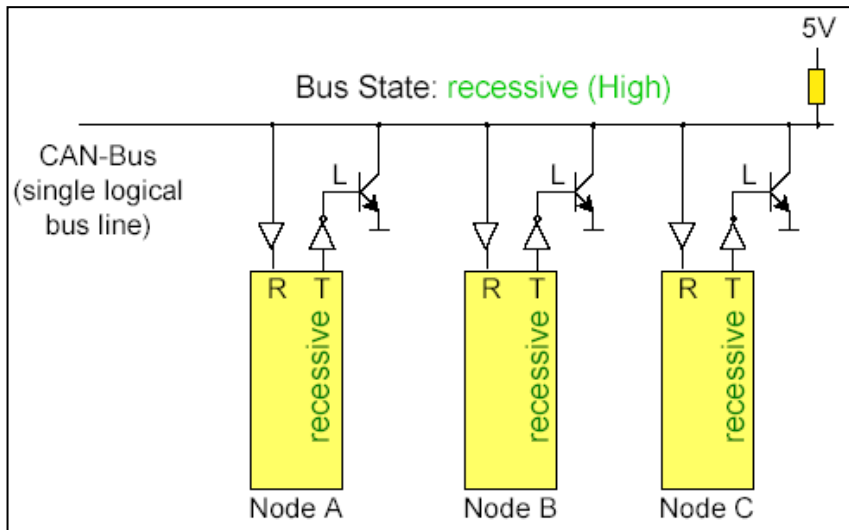 5V
Bus State: recessive (High)
CAN-Bus
(single logical
bus line)
L
L
L
R T
R T
R T
recessive
recessive
recessive
Node A
Node B
Node C